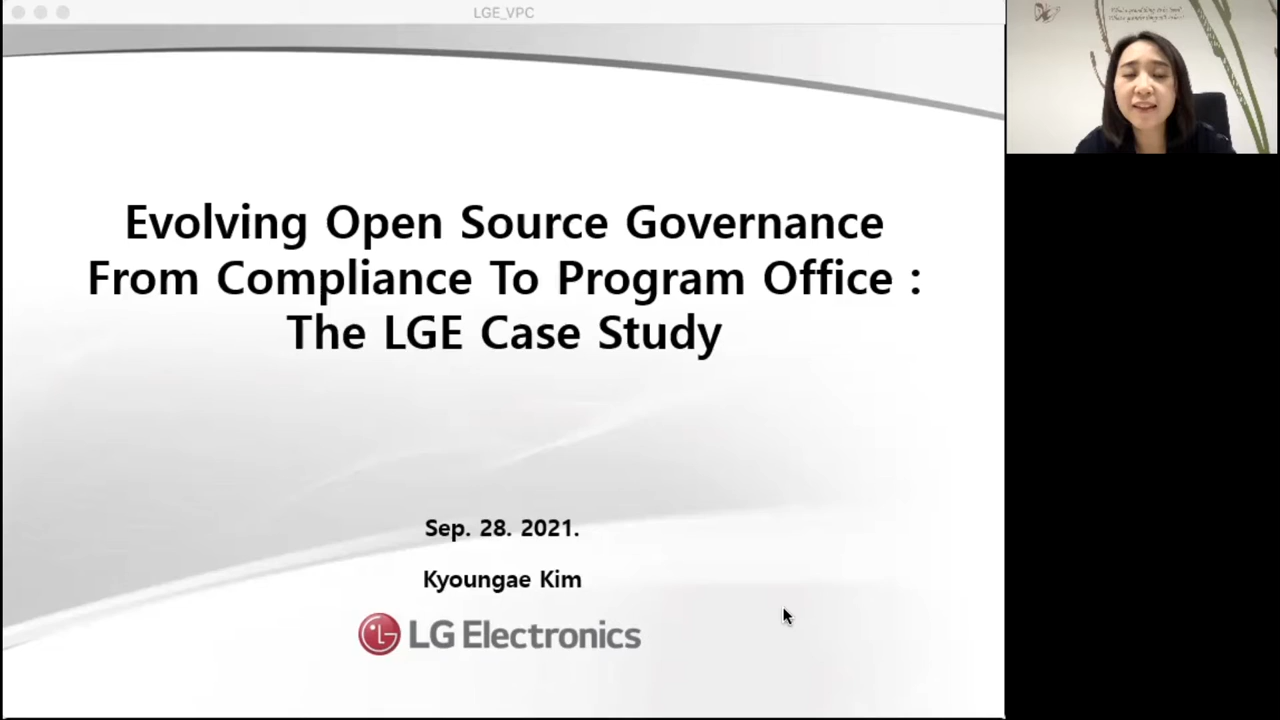 LGE_VPC
Evolving Open Source Governance
From Compliance To Program Office :
The LGE Case Study
Sep. 28. 2021.
Kyoungae Kim
LG Electronics